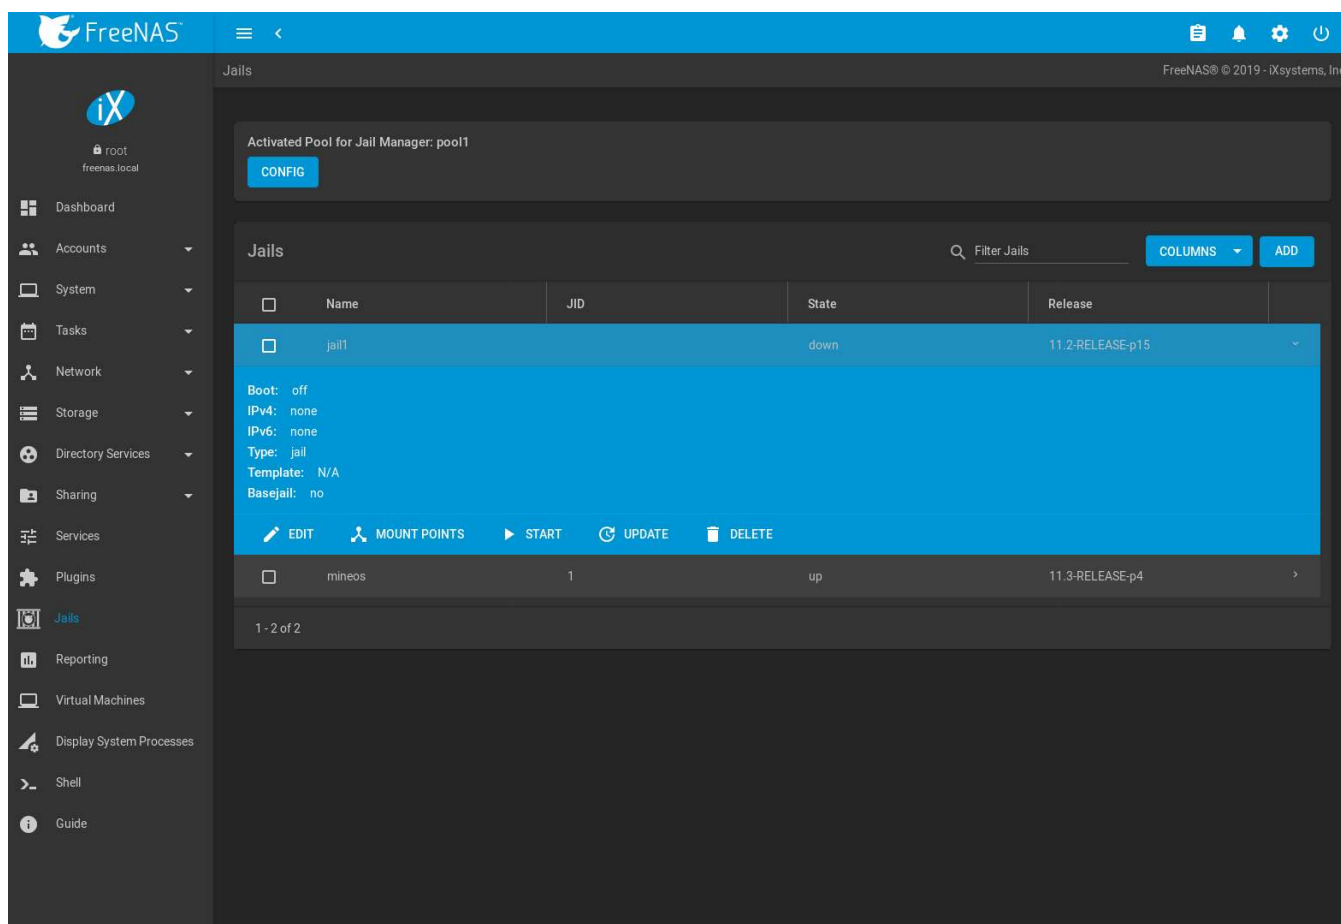 FreeNAS®
Jails
FreeNAS® © 2019 - iXsystems, Inc
iX
root
freenas.local
Dashboard
Accounts
System
Tasks
Network
Storage
Directory Services
Sharing
Services
Plugins
Jails
Reporting
Virtual Machines
Display System Processes
Shell
Guide
Activated Pool for Jail Manager: pool1
CONFIG
Jails
Filter Jails
COLUMNS
ADD
Name JID State Release
jail1 down 11.2-RELEASE-p15
Boot: off
IPv4: none
IPv6: none
Type: jail
Template: N/A
Basejail: no
EDIT MOUNT POINTS START UPDATE DELETE
mineos 1 up 11.3-RELEASE-p4
1 - 2 of 2